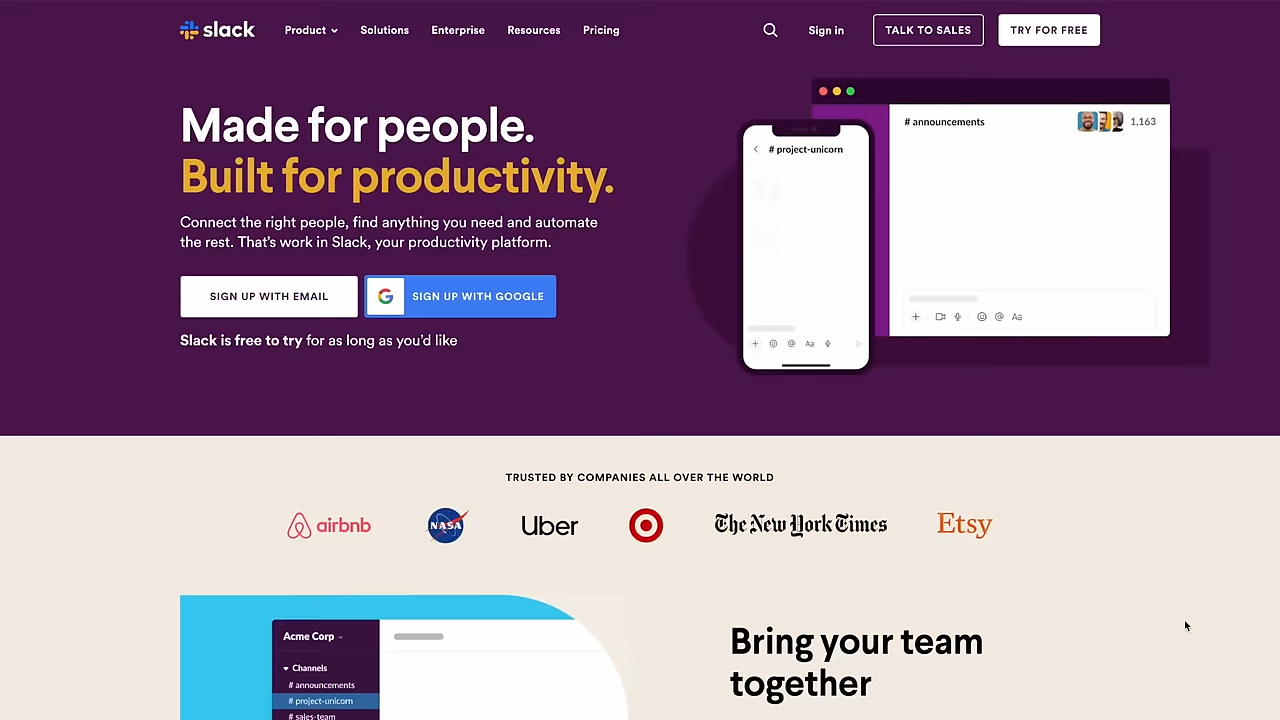 slack Product Solutions Enterprise Resources Pricing Sign in TALK TO SALES TRY FOR FREE
Made for people.
Built for productivity.
Connect the right people, find anything you need and automate
the rest. That's work in Slack, your productivity platform.
SIGN UP WITH EMAIL
G SIGN UP WITH GOOGLE
Slack is free to try for as long as you'd like
# project-unicorn
@ Aa
# announcements 1,163
@ Aa
TRUSTED BY COMPANIES ALL OVER THE WORLD
airbnb NASA Uber The New York Times Etsy
Acme Corp
Channels
# announcements
# project-unicorn
# sales-team
Bring your team
together